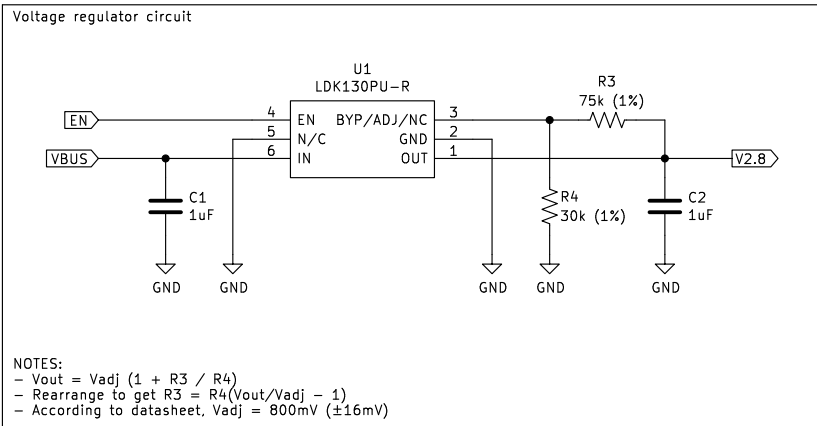 Voltage regulator circuit
U1
LDK130PU-R
R3
75k (1%)
EN
4
EN
BYP/ADJ/NC
3
5
N/C
GND
2
VBUS
6
IN
OUT
1
V2.8
C1
1uF
R4
30k (1%)
C2
1uF
GND
GND
GND
GND
GND
NOTES:
- Vout = Vadj (1 + R3 / R4)
- Rearrange to get R3 = R4(Vout/Vadj - 1)
- According to datasheet, Vadj = 800mV (±16mV)